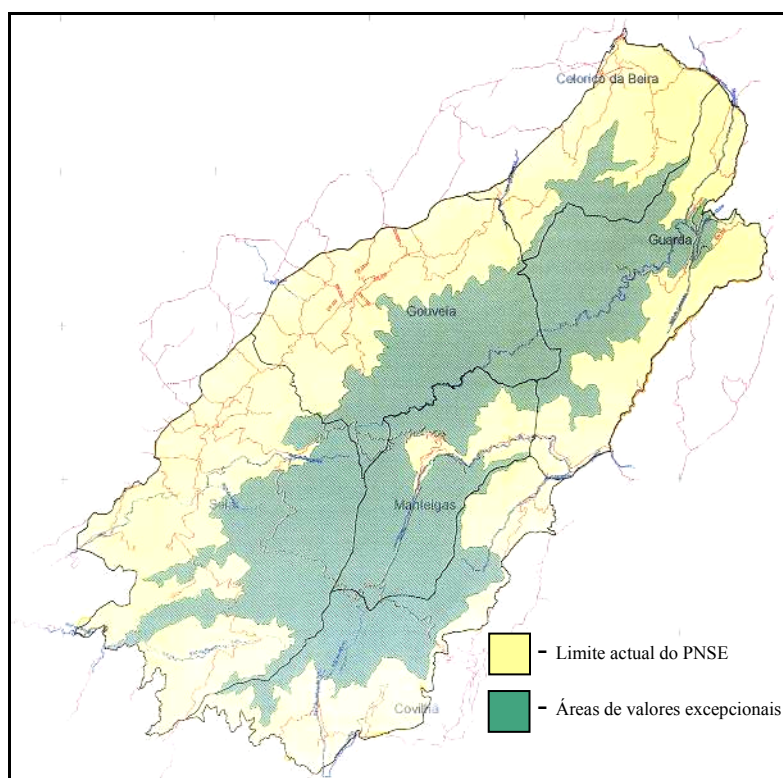 Celorico da Beira
Guarda
Gouveia
Seia
Manteigas
Covilhã
- Limite actual do PNSE
- Áreas de valores excepcionais